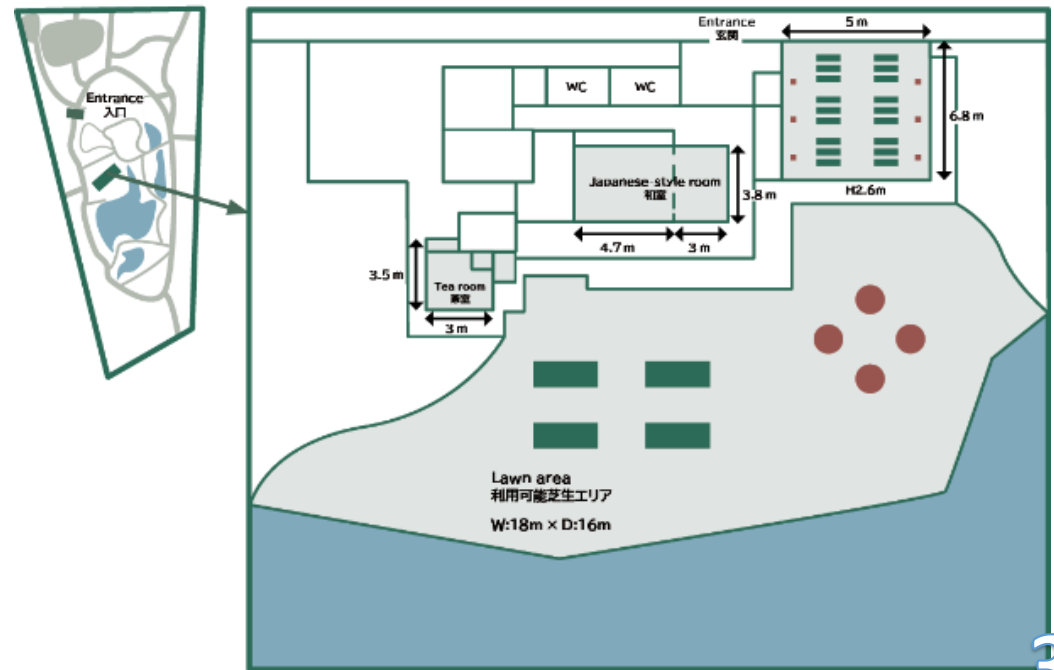 Entrance
入口
Entrance
玄関
5 m
WC
WC
6.8 m
H2.6m
Japanese-style room
和室
3.8 m
4.7 m
3 m
3.5 m
Tea room
茶室
3 m
Lawn area
利用可能芝生エリア
W:18m × D:16m